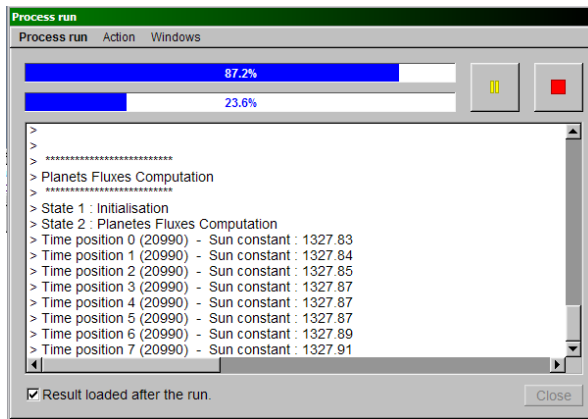 Process run
Process run Action Windows
87.2%
23.6%
>
>
> *************************
> Planets Fluxes Computation
> *************************
> State 1 : Initialisation
> State 2 : Planetes Fluxes Computation
> Time position 0 (20990) - Sun constant : 1327.83
> Time position 1 (20990) - Sun constant : 1327.84
> Time position 2 (20990) - Sun constant : 1327.85
> Time position 3 (20990) - Sun constant : 1327.87
> Time position 4 (20990) - Sun constant : 1327.87
> Time position 5 (20990) - Sun constant : 1327.87
> Time position 6 (20990) - Sun constant : 1327.89
> Time position 7 (20990) - Sun constant : 1327.91
Result loaded after the run.
Close